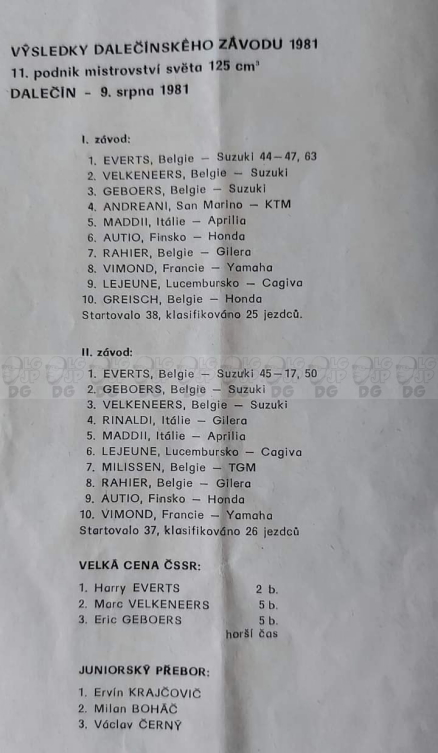 VÝSLEDKY DALEČÍNSKÉHO ZÁVODU 1981
11. podnik mistrovství světa 125 cm³
DALEČÍN – 9. srpna 1981
I. závod:
1. EVERTS, Belgie – Suzuki 44–47, 63
2. VELKENEERS, Belgie – Suzuki
3. GEBOERS, Belgie – Suzuki
4. ANDREANI, San Marino – KTM
5. MADDII, Itálie – Aprilia
6. AUTIO, Finsko – Honda
7. RAHIER, Belgie – Gilera
8. VIMOND, Francie – Yamaha
9. LEJEUNE, Lucembursko – Cagiva
10. GREISCH, Belgie – Honda
Startovalo 38, klasifikováno 25 jezdců.
II. závod:
1. EVERTS, Belgie – Suzuki 45–17, 50
2. GEBOERS, Belgie – Suzuki
3. VELKENEERS, Belgie – Suzuki
4. RINALDI, Itálie – Gilera
5. MADDII, Itálie – Aprilia
6. LEJEUNE, Lucembursko – Cagiva
7. MILISSEN, Belgie – TGM
8. RAHIER, Belgie – Gilera
9. AUTIO, Finsko – Honda
10. VIMOND, Francie – Yamaha
Startovalo 37, klasifikováno 26 jezdců
VELKÁ CENA ČSSR:
1. Harry EVERTS 2 b.
2. Marc VELKENEERS 5 b.
3. Eric GEBOERS 5 b.
horší čas
JUNIORSKÝ PŘEBOR:
1. Ervín KRAJČOVIČ
2. Milan BOHÁČ
3. Václav ČERNÝ